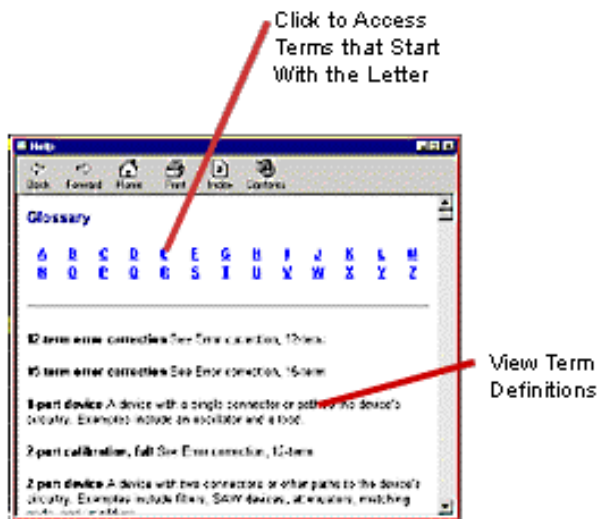 Click to Access
Terms that Start
With the Letter
Help
Back Forward Home Print Index Contents
Glossary
A B C D E F G H I J K L M
N O P Q R S T U V W X Y Z
12-term error correction See Error correction, 12-term
16-term error correction See Error correction, 16-term
View Term
Definitions
1-port device A device with a single connector or path to the device's
circuitry. Examples include an oscillator and a load.
2-port calibration, full See Error correction, 12-term
2-port device A device with two connectors or other paths to the device's
circuitry. Examples include filters, SAW devices, attenuators, matching